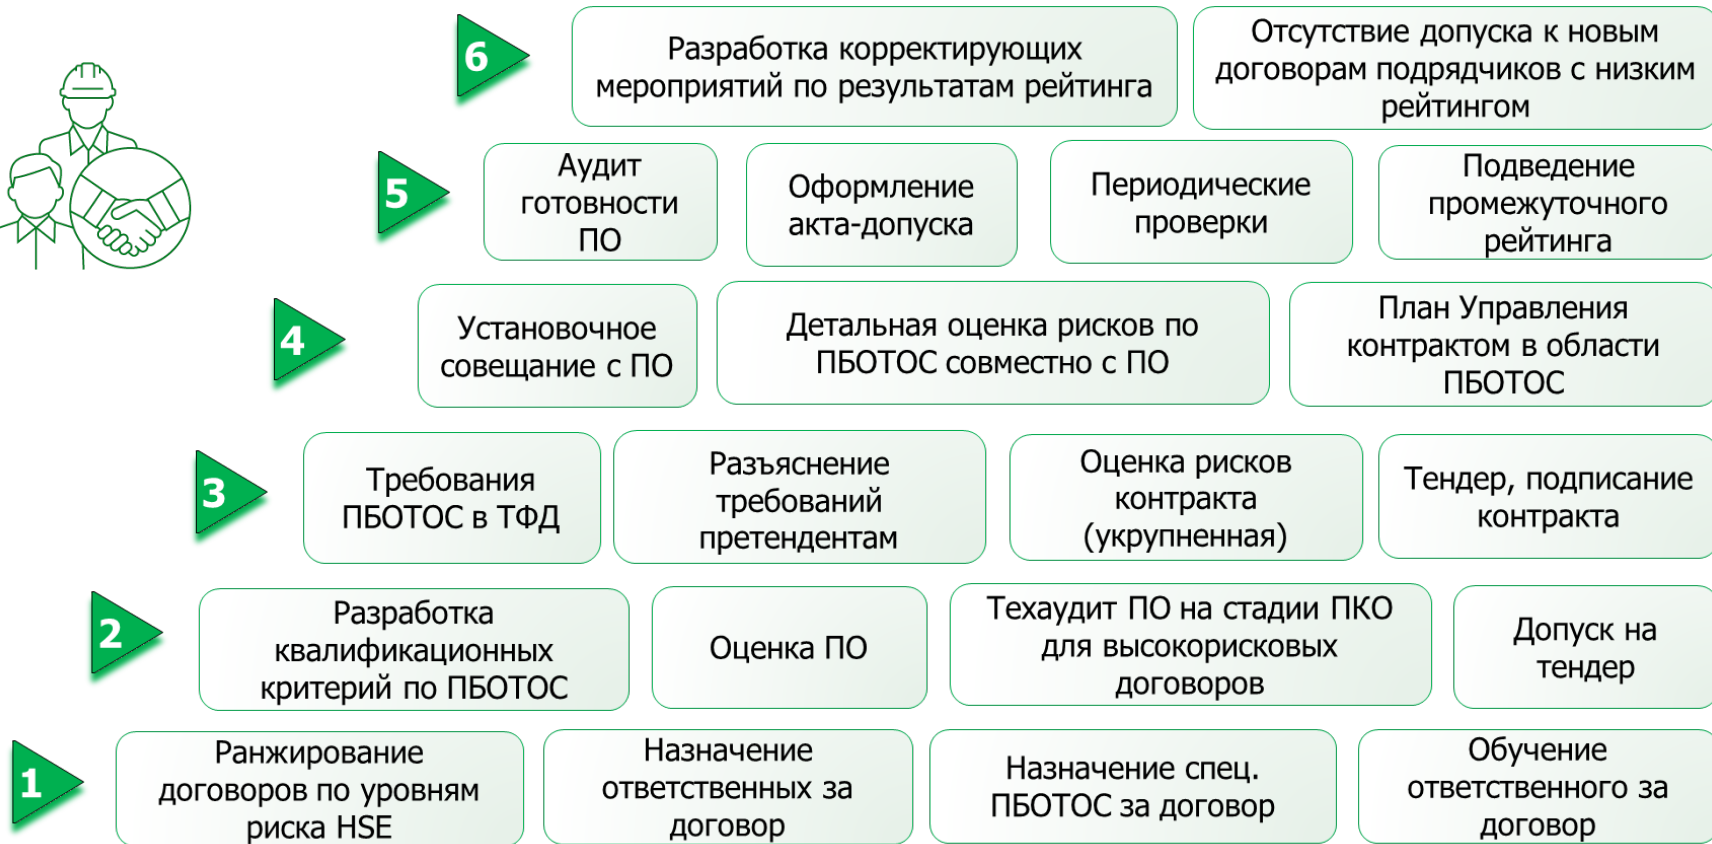 6
Разработка корректирующих
мероприятий по результатам рейтинга
Отсутствие допуска к новым
договорам подрядчиков с низким
рейтингом
5
Аудит
готовности
ПО
Оформление
акта-допуска
Периодические
проверки
Подведение
промежуточного
рейтинга
4
Установочное
совещание с ПО
Детальная оценка рисков по
ПБОТОС совместно с ПО
План Управления
контрактом в области
ПБОТОС
3
Требования
ПБОТОС в ТФД
Разъяснение
требований
претендентам
Оценка рисков
контракта
(укрупненная)
Тендер, подписание
контракта
2
Разработка
квалификационных
критерий по ПБОТОС
Оценка ПО
Техаудит ПО на стадии ПКО
для высокорисковых
договоров
Допуск на
тендер
1
Ранжирование
договоров по уровням
риска HSE
Назначение
ответственных за
договор
Назначение спец.
ПБОТОС за договор
Обучение
ответственного за
договор